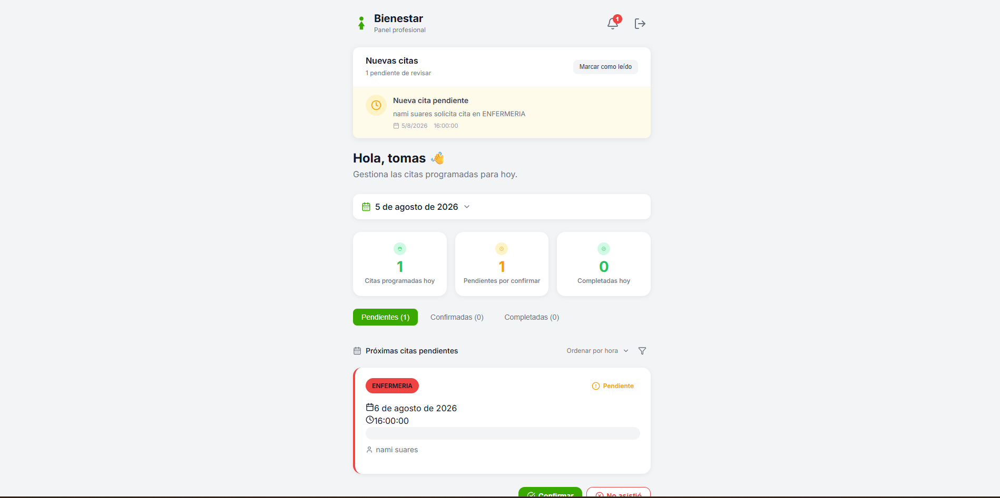 Bienestar
Panel profesional
1
Nuevas citas
1 pendiente de revisar
Marcar como leído
Nueva cita pendiente
nami suares solicita cita en ENFERMERIA
5/8/2026 16:00:00
Hola, tomas 👋
Gestiona las citas programadas para hoy.
5 de agosto de 2026
1
Citas programadas hoy
1
Pendientes por confirmar
0
Completadas hoy
Pendientes (1) Confirmadas (0) Completadas (0)
Próximas citas pendientes
Ordenar por hora
ENFERMERIA
Pendiente
6 de agosto de 2026
16:00:00
nami suares
Confirmar
No asistió